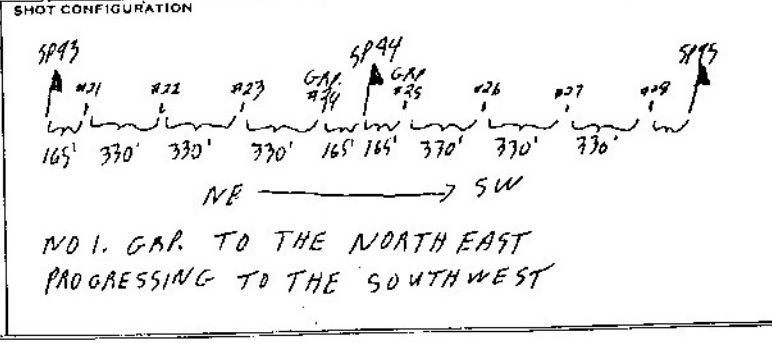 SHOT CONFIGURATION
SP43 SP44 SP45
#21 #22 #23 GRP. #24 GRP #25 #26 #27 #28
165' 330' 330' 330' 165' 165' 330' 330' 330'
NE SW
NO 1. GRP. TO THE NORTH EAST
PROGRESSING TO THE SOUTHWEST